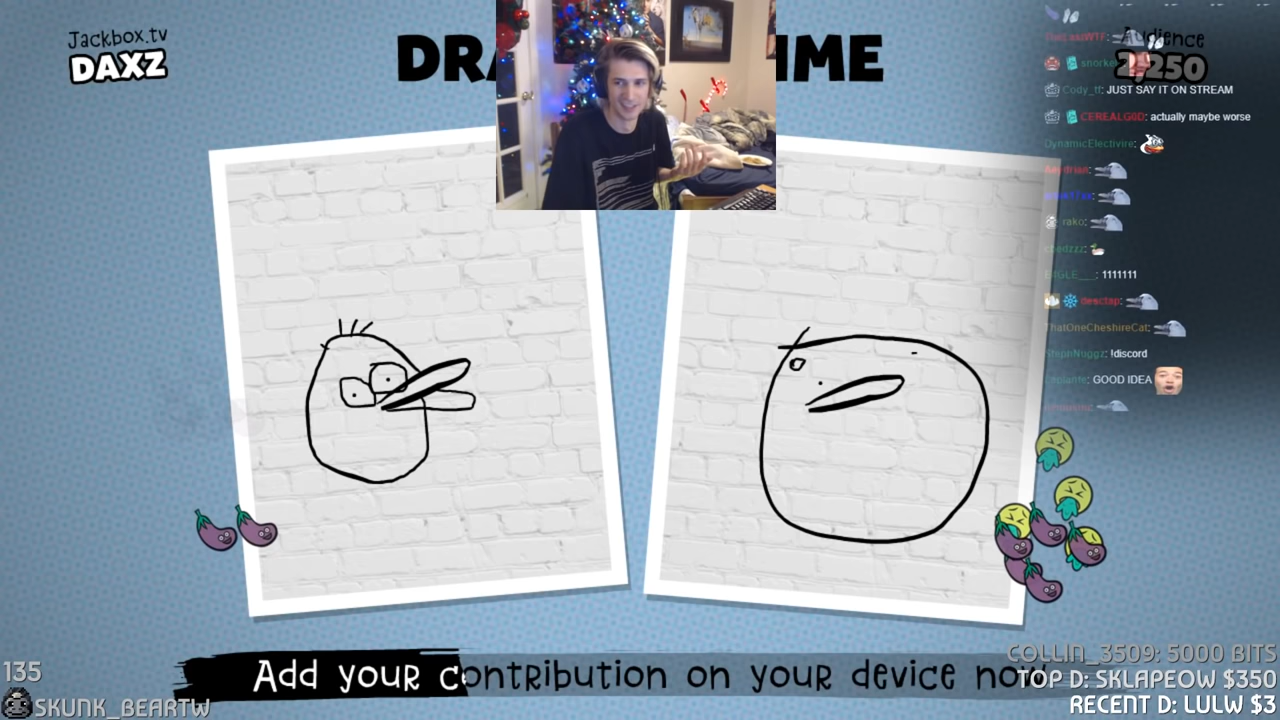 Jackbox.tv
DAXZ
DRA
IME
Audience
2,250
Cody_tf: JUST SAY IT ON STREAM
CEREALG0D: actually maybe worse
DynamicElectivire:
rako:
1111111
desctap:
ThatOneCheshireCat:
StephNuggz: !discord
GOOD IDEA
Add your contribution on your device now
135
SKUNK_BEARTW
COLLIN_3509: 5000 BITS
TOP D: SKLAPEOW $350
RECENT D: LULW $3